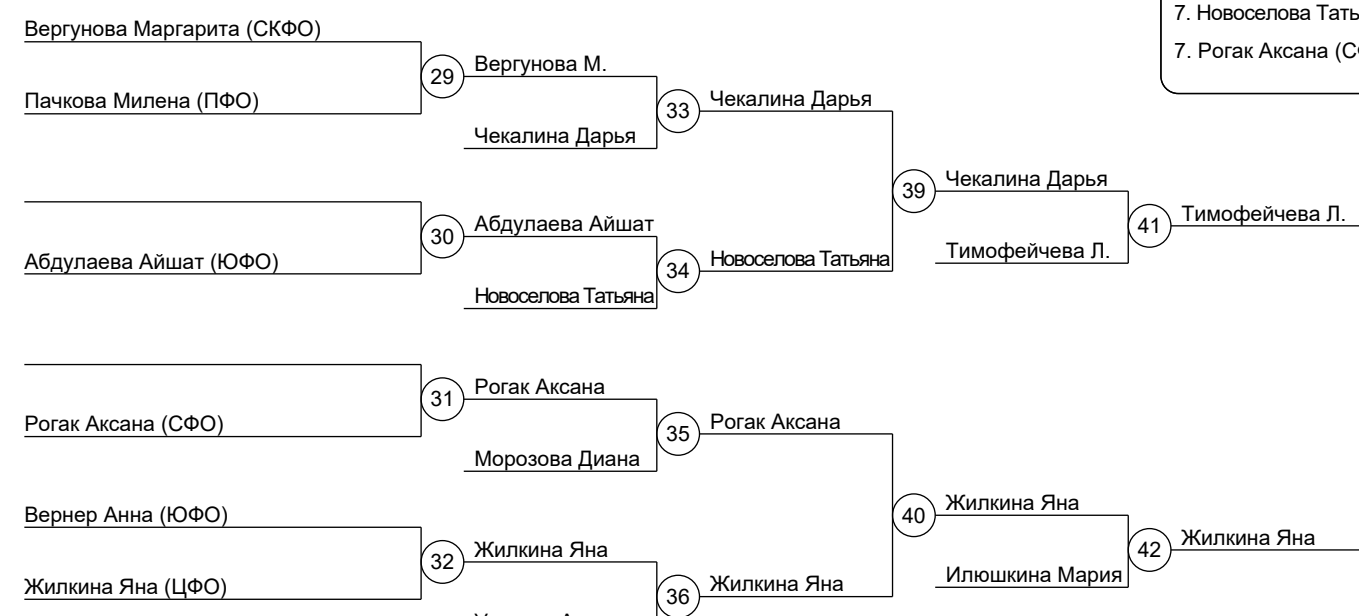 7. Новоселова Тать
7. Рогак Аксана (С
Вергунова Маргарита (СКФО)
Пачкова Милена (ПФО)
29
Вергунова М.
Чекалина Дарья
33
Чекалина Дарья
Абдулаева Айшат (ЮФО)
30
Абдулаева Айшат
Новоселова Татьяна
34
Новоселова Татьяна
39
Чекалина Дарья
Тимофейчева Л.
41
Тимофейчева Л.
Рогак Аксана (СФО)
31
Рогак Аксана
Морозова Диана
35
Рогак Аксана
Вернер Анна (ЮФО)
Жилкина Яна (ЦФО)
32
Жилкина Яна
36
Жилкина Яна
40
Жилкина Яна
Илюшкина Мария
42
Жилкина Яна